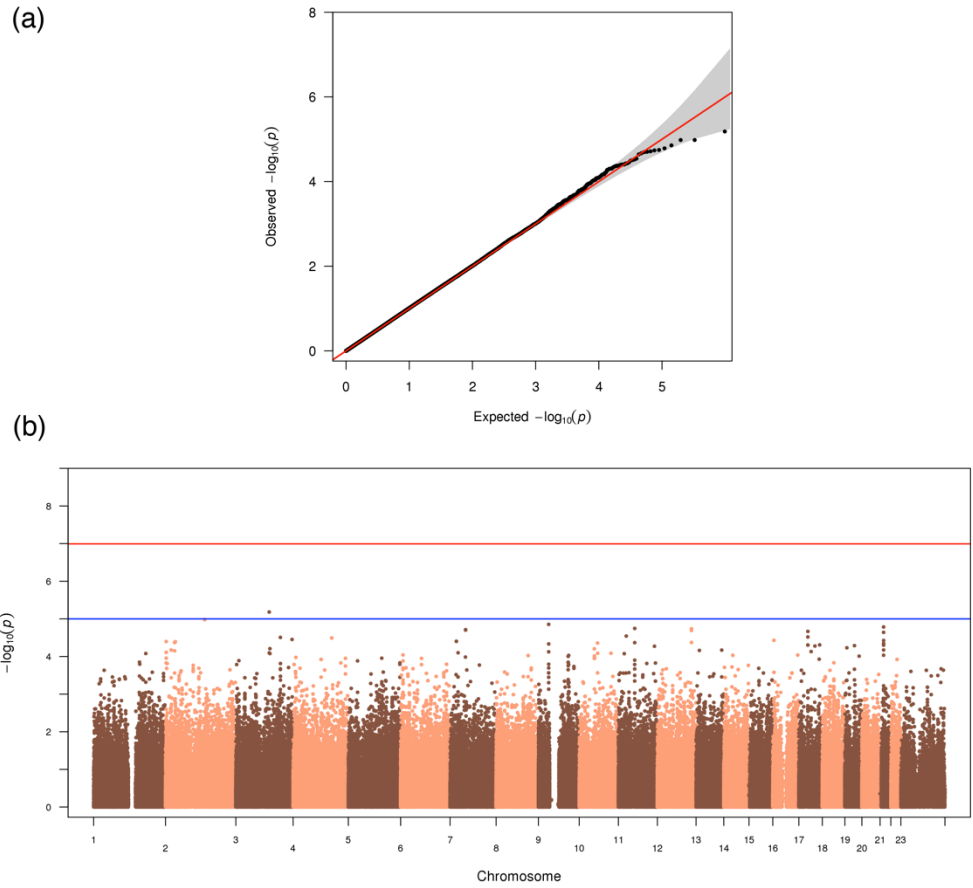 (a)
8
6
4
2
0
Observed −log10(p)
0 1 2 3 4 5
Expected −log10(p)
(b)
8
6
4
2
0
−log10(p)
1 2 3 4 5 6 7 8 9 10 11 12 13 14 15 16 17 18 19 20 21 23
Chromosome